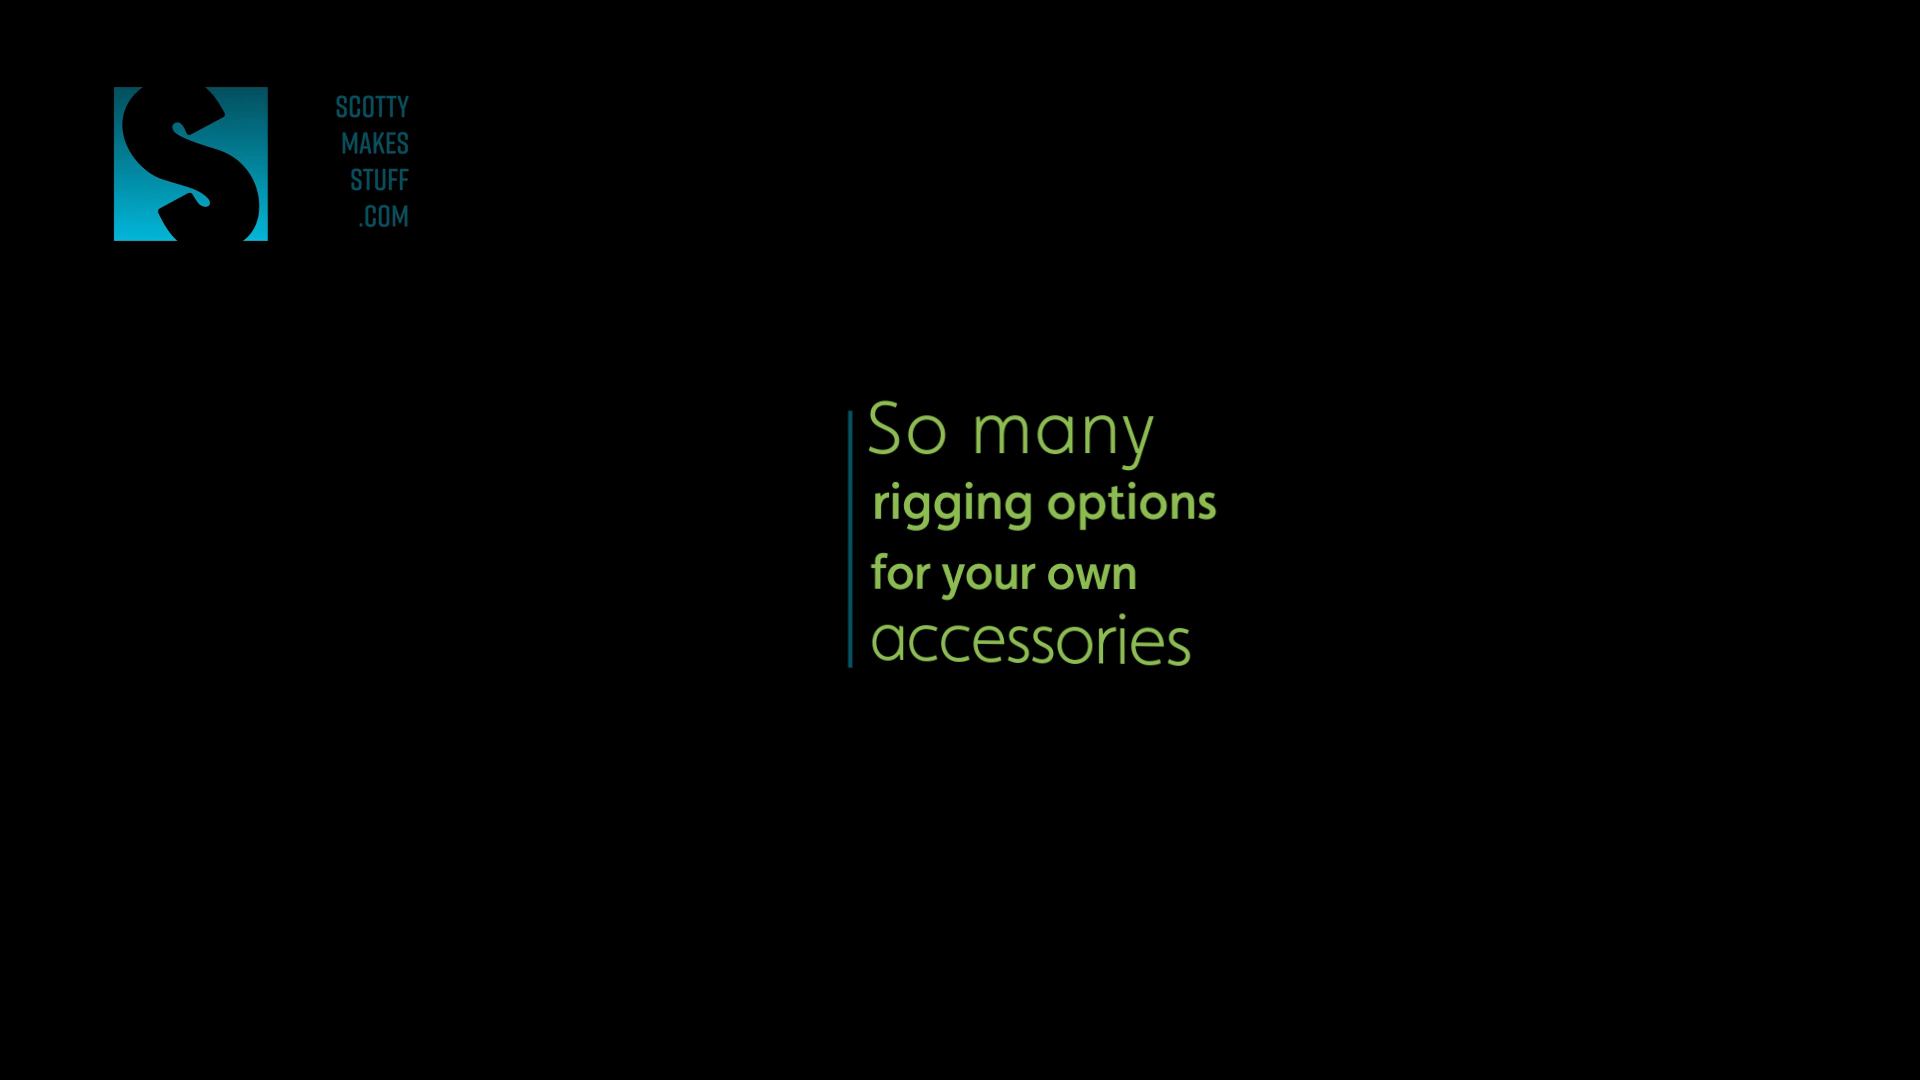 S
SCOTTY
MAKES
STUFF
.COM
So many
rigging options
for your own
accessories